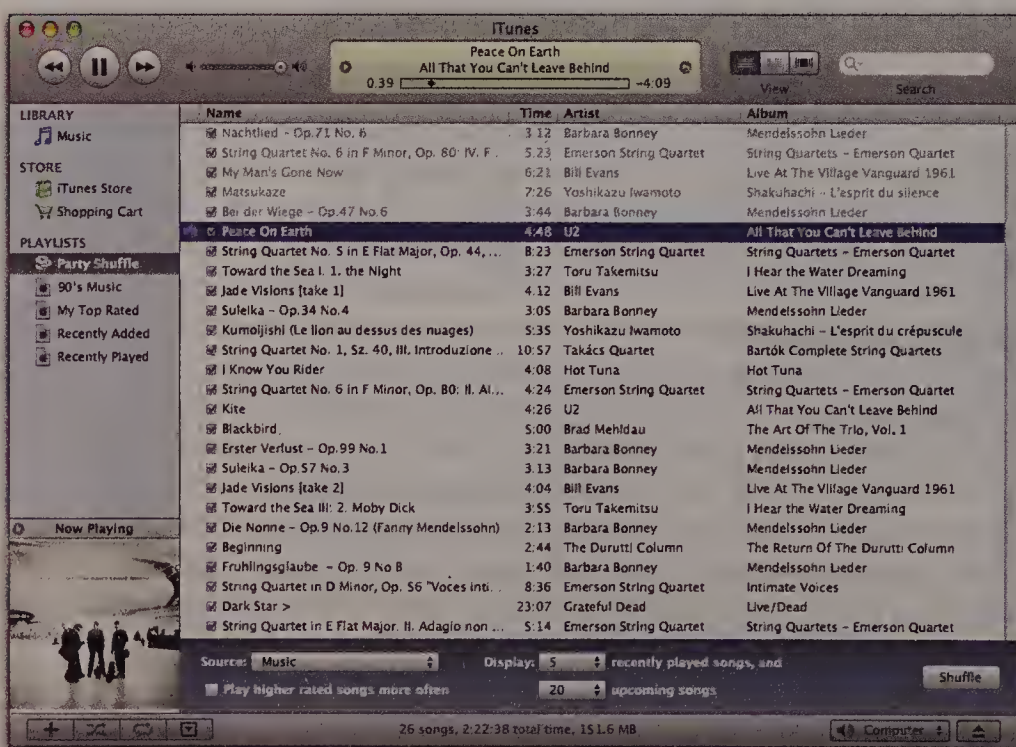 iTunes
Peace On Earth
All That You Can't Leave Behind
0.39 -4:09
View Search
LIBRARY
Music
STORE
iTunes Store
Shopping Cart
PLAYLISTS
Party Shuffle
90's Music
My Top Rated
Recently Added
Recently Played
Now Playing
Name Time Artist Album
Nachtlied - Op.71 No. 6 3 12 Barbara Bonney Mendelssohn Lieder
String Quartet No. 6 in F Minor, Op. 80: IV. F . 5.23 Emerson String Quartet String Quartets - Emerson Quartet
My Man's Gone Now 6:21 Bill Evans Live At The Village Vanguard 1961
Matsukaze 7:26 Yoshikazu Iwamoto Shakuhachi - L'esprit du silence
Bei der Wiege - Op.47 No.6 3:44 Barbara Bonney Mendelssohn Lieder
Peace On Earth 4:48 U2 All That You Can't Leave Behind
String Quartet No. 5 in E Flat Major, Op. 44, ... 8:23 Emerson String Quartet String Quartets - Emerson Quartet
Toward the Sea I. 1. the Night 3:27 Toru Takemitsu I Hear the Water Dreaming
Jade Visions [take 1] 4.12 Bill Evans Live At The Village Vanguard 1961
Suleika - Op.34 No.4 3:05 Barbara Bonney Mendelssohn Lieder
Kumoijishi (Le lion au dessus des nuages) 5:35 Yoshikazu Iwamoto Shakuhachi - L'esprit du crépuscule
String Quartet No. 1, Sz. 40, III. Introduzione .. 10:57 Takács Quartet Bartók Complete String Quartets
I Know You Rider 4:08 Hot Tuna Hot Tuna
String Quartet No. 6 in F Minor, Op. 80: II. Al... 4:24 Emerson String Quartet String Quartets - Emerson Quartet
Kite 4:26 U2 All That You Can't Leave Behind
Blackbird 5:00 Brad Mehldau The Art Of The Trio, Vol. 1
Erster Verlust - Op.99 No.1 3:21 Barbara Bonney Mendelssohn Lieder
Suleika - Op.57 No.3 3.13 Barbara Bonney Mendelssohn Lieder
Jade Visions [take 2] 4:04 Bill Evans Live At The Village Vanguard 1961
Toward the Sea III: 2. Moby Dick 3:55 Toru Takemitsu I Hear the Water Dreaming
Die Nonne - Op.9 No.12 (Fanny Mendelssohn) 2:13 Barbara Bonney Mendelssohn Lieder
Beginning 2:44 The Durutti Column The Return Of The Durutti Column
Fruhlingsglaube - Op. 9 No 8 1:40 Barbara Bonney Mendelssohn Lieder
String Quartet in D Minor, Op. 56 "Voces inti. . 8:36 Emerson String Quartet Intimate Voices
Dark Star > 23:07 Grateful Dead Live/Dead
String Quartet in E Flat Major. II. Adagio non ... 5:14 Emerson String Quartet String Quartets - Emerson Quartet
Source: Music Display: 5 recently played songs, and
Play higher rated songs more often 20 upcoming songs
Shuffle
26 songs, 2:22:38 total time, 151.6 MB
Computer